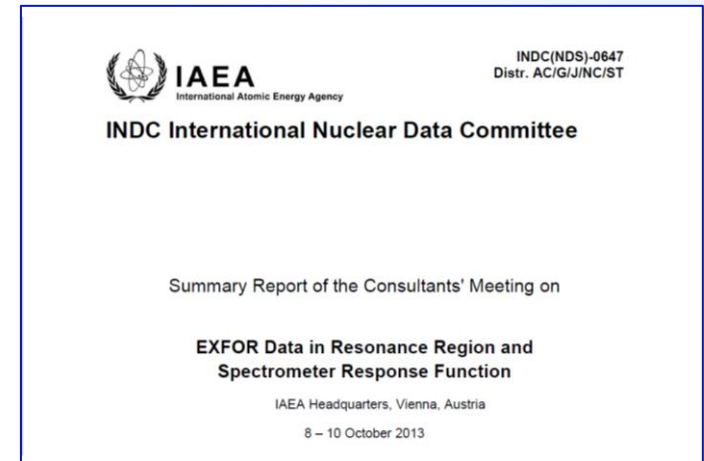 INDC(NDS)-0647
Distr. AC/G/J/NC/ST
IAEA
International Atomic Energy Agency
INDC International Nuclear Data Committee
Summary Report of the Consultants' Meeting on
EXFOR Data in Resonance Region and
Spectrometer Response Function
IAEA Headquarters, Vienna, Austria
8 – 10 October 2013